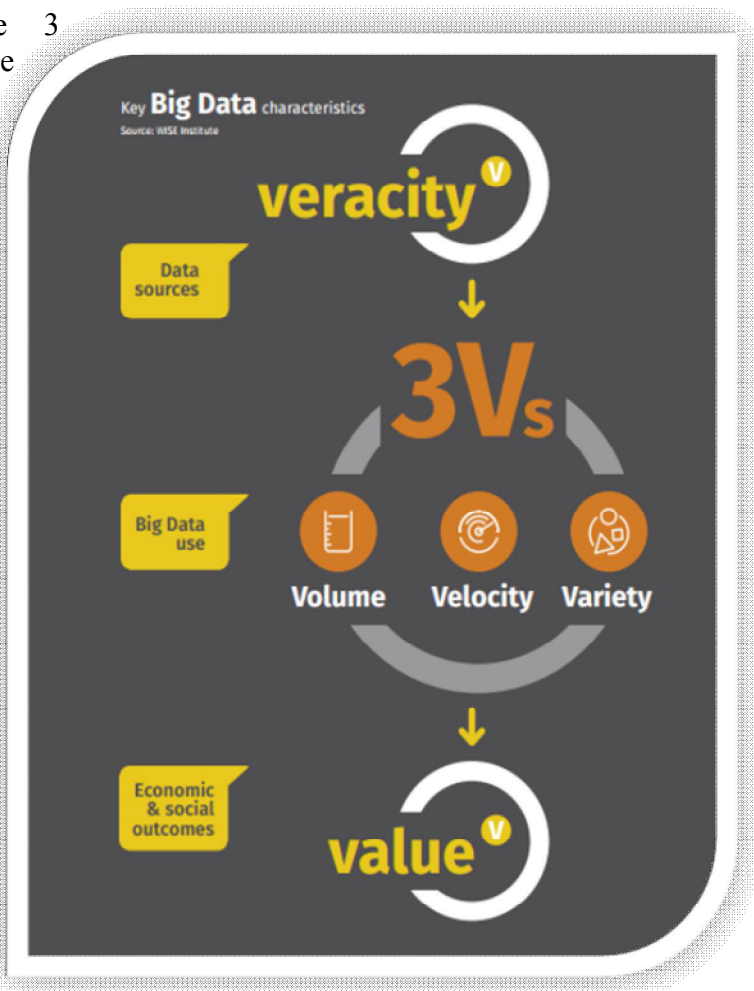 e 3
e
Key Big Data characteristics
Source: WISE Institute
veracity V
Data
sources
3Vs
Big Data
use
Volume Velocity Variety
Economic
& social
outcomes
value V